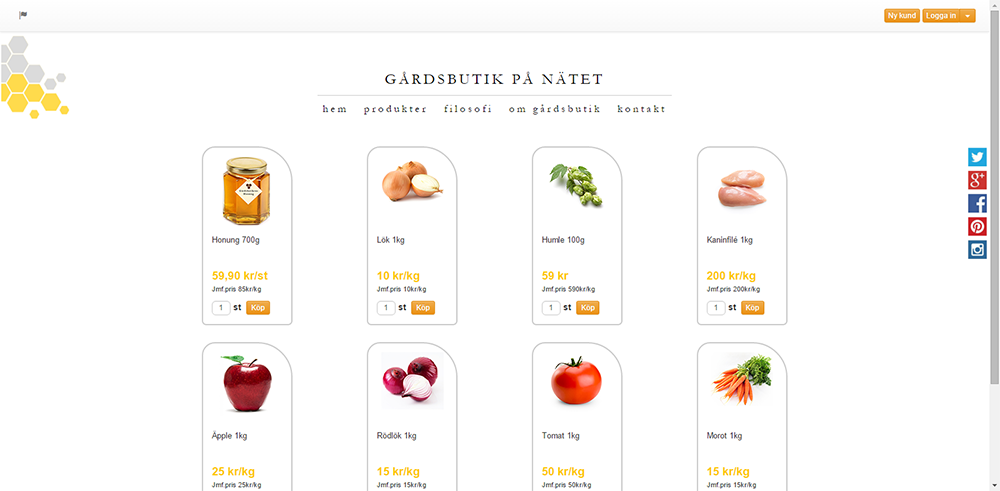 Ny kund Logga in
GÅRDSBUTIK PÅ NÄTET
hem produkter filosofi om gårdsbutik kontakt
Honung 700g
59,90 kr/st
Jmf.pris 85kr/kg
1 st Köp
Lök 1kg
10 kr/kg
Jmf.pris 10kr/kg
1 st Köp
Humle 100g
59 kr
Jmf.pris 590kr/kg
1 st Köp
Kaninfilé 1kg
200 kr/kg
Jmf.pris 200kr/kg
1 st Köp
Äpple 1kg
25 kr/kg
Jmf.pris 25kr/kg
Rödlök 1kg
15 kr/kg
Jmf.pris 15kr/kg
Tomat 1kg
50 kr/kg
Jmf.pris 50kr/kg
Morot 1kg
15 kr/kg
Jmf.pris 15kr/kg